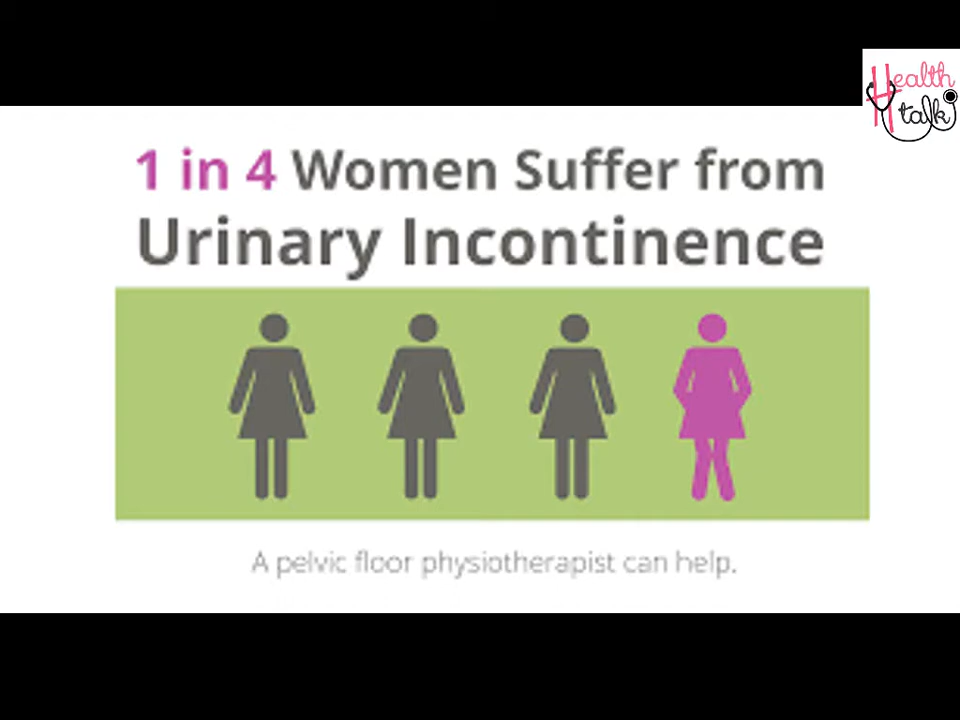 Health
talk
1 in 4 Women Suffer from
Urinary Incontinence
A pelvic floor physiotherapist can help.